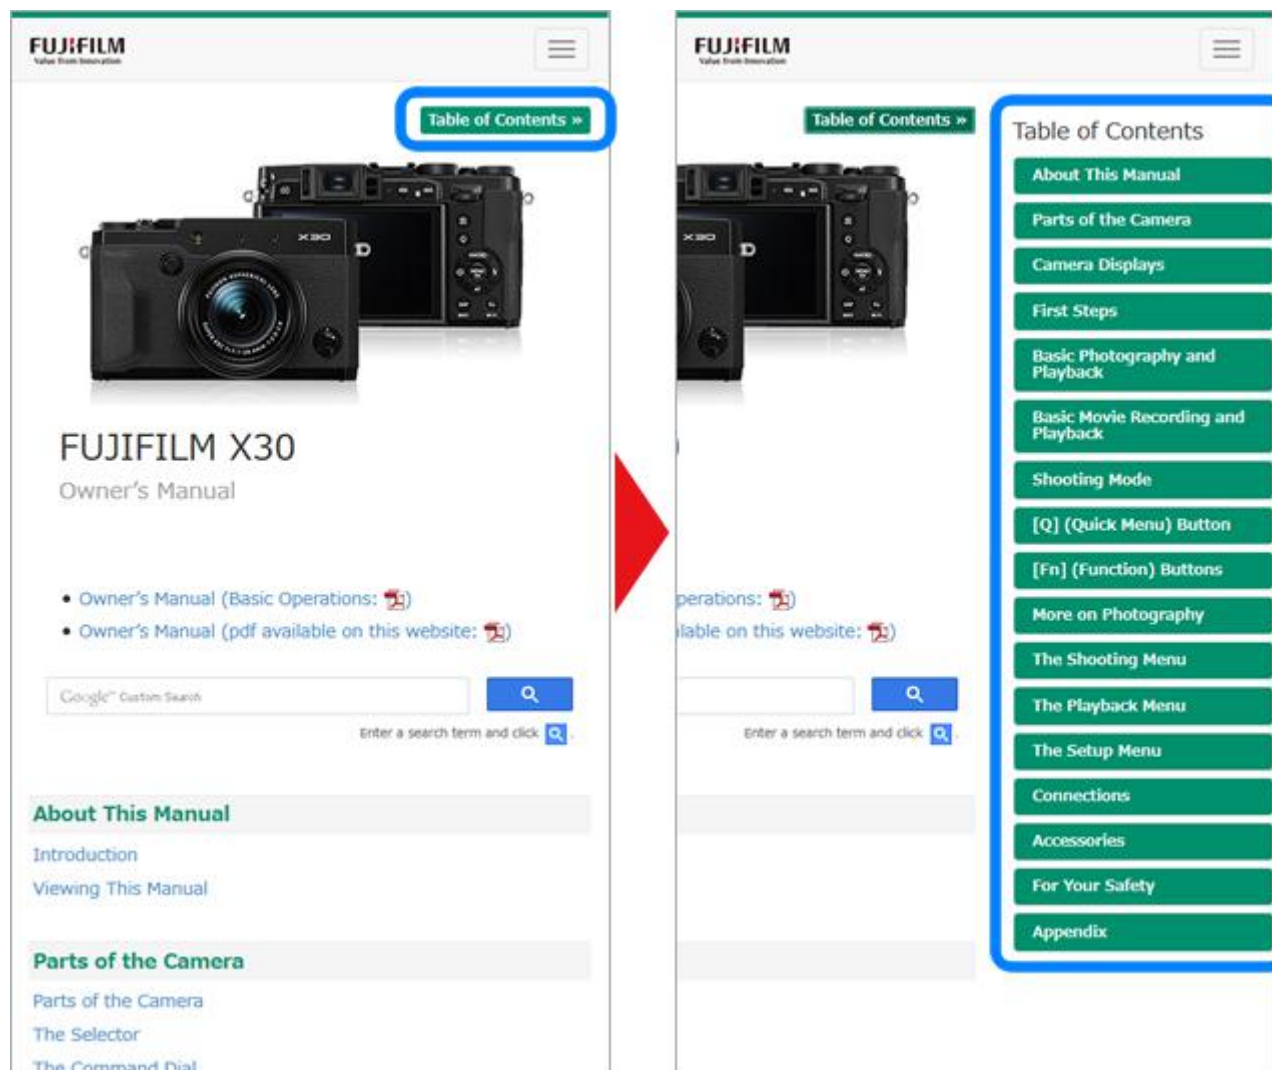 FUJIFILM
Value from Innovation
Table of Contents »
X30
FUJIFILM X30
Owner's Manual
• Owner's Manual (Basic Operations: )
• Owner's Manual (pdf available on this website: )
Google™ Custom Search
Enter a search term and click .
About This Manual
Introduction
Viewing This Manual
Parts of the Camera
Parts of the Camera
The Selector
The Command Dial
FUJIFILM
Value from Innovation
Table of Contents »
X30
)
perations: )
ilable on this website: )
Enter a search term and click .
Table of Contents
About This Manual
Parts of the Camera
Camera Displays
First Steps
Basic Photography and
Playback
Basic Movie Recording and
Playback
Shooting Mode
[Q] (Quick Menu) Button
[Fn] (Function) Buttons
More on Photography
The Shooting Menu
The Playback Menu
The Setup Menu
Connections
Accessories
For Your Safety
Appendix